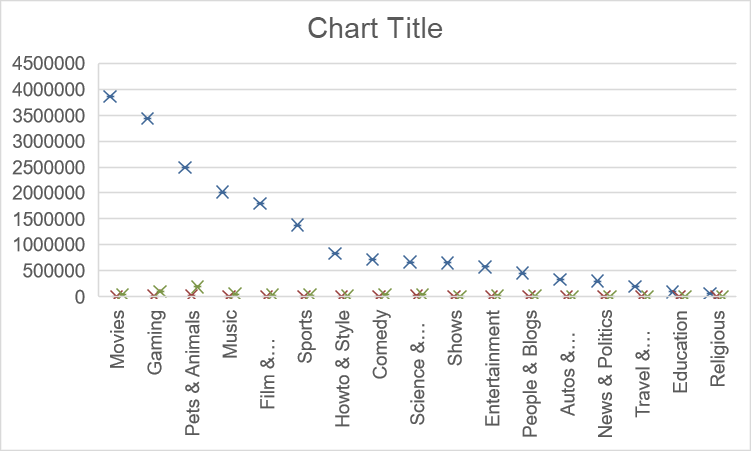 Chart Title
4500000
4000000
3500000
3000000
2500000
2000000
1500000
1000000
500000
0
Movies
Gaming
Pets & Animals
Music
Film &...
Sports
Howto & Style
Comedy
Science &...
Shows
Entertainment
People & Blogs
Autos &...
News & Politics
Travel &...
Education
Religious